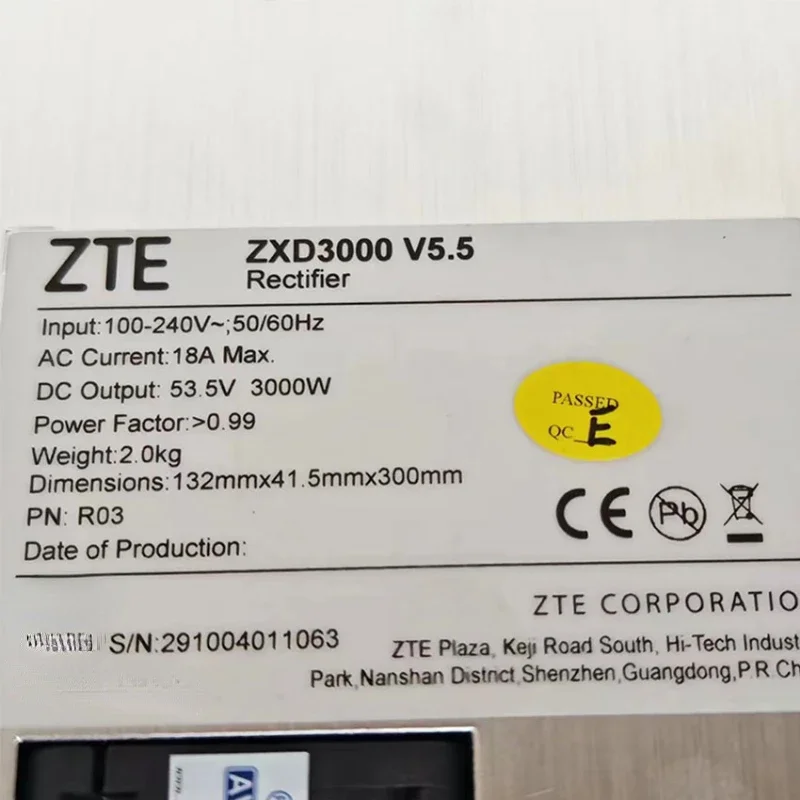 ZTE
ZXD3000 V5.5
Rectifier
Input:100-240V~;50/60Hz
AC Current:18A Max.
DC Output: 53.5V 3000W
Power Factor:>0.99
Weight:2.0kg
Dimensions:132mmx41.5mmx300mm
PN: R03
Date of Production:
PASSED
QC E
CE
Pb
ZTE CORPORATIO
S/N:291004011063
ZTE Plaza, Keji Road South, Hi-Tech Indust
Park,Nanshan District,Shenzhen,Guangdong,P.R Ch